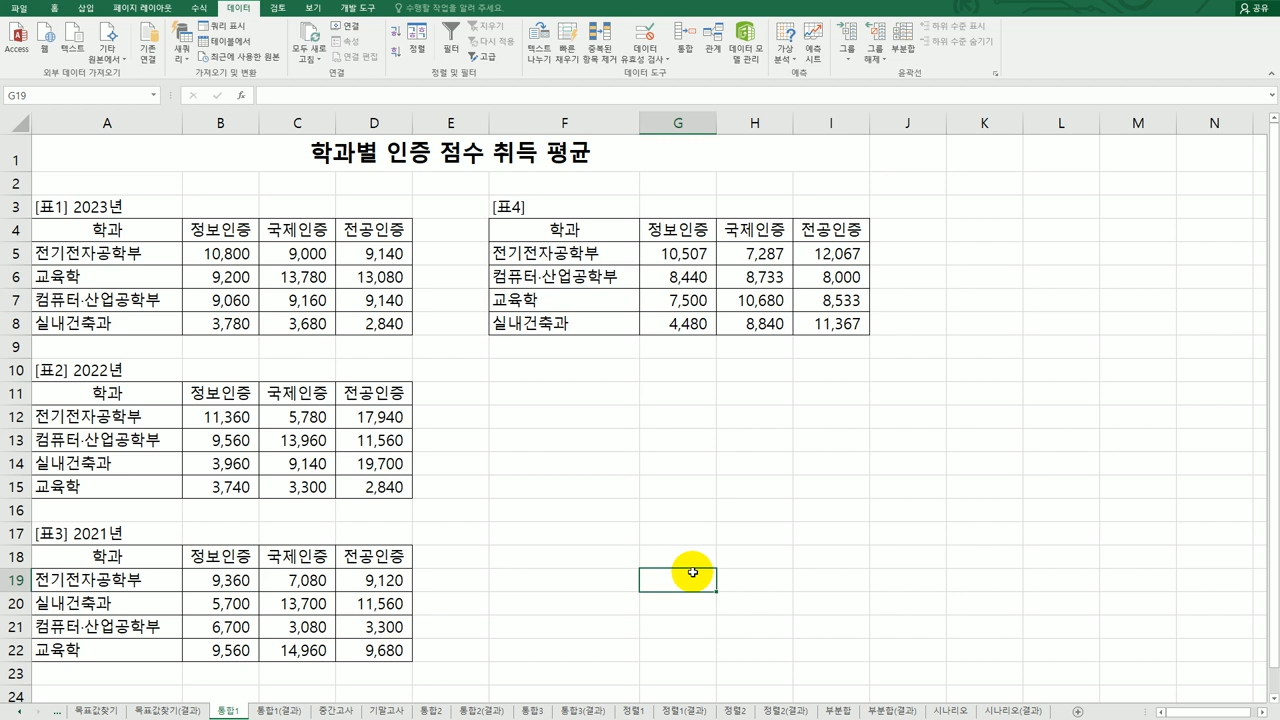 파일 홈 삽입 페이지 레이아웃 수식 데이터 검토 보기 개발 도구 수행할 작업을 알려 주세요. 공유
Access 웹 텍스트 기타 원본에서 기존 연결 새 쿼리 쿼리 표시 테이블에서 최근에 사용한 원본 모두 새로 고침 연결 속성 연결 편집 정렬 필터 지우기 다시 적용 고급 텍스트 나누기 빠른 채우기 중복된 항목 제거 데이터 유효성 검사 통합 관계 데이터 모델 관리 가상 분석 예측 시트 그룹 그룹 해제 부분합 하위 수준 표시 하위 수준 숨기기
외부 데이터 가져오기 가져오기 및 변환 연결 정렬 및 필터 데이터 도구 예측 윤곽선
G19 fx
A B C D E F G H I J K L M N
1 학과별 인증 점수 취득 평균
2
3 [표1] 2023년 [표4]
4 학과 정보인증 국제인증 전공인증 학과 정보인증 국제인증 전공인증
5 전기전자공학부 10,800 9,000 9,140 전기전자공학부 10,507 7,287 12,067
6 교육학 9,200 13,780 13,080 컴퓨터·산업공학부 8,440 8,733 8,000
7 컴퓨터·산업공학부 9,060 9,160 9,140 교육학 7,500 10,680 8,533
8 실내건축과 3,780 3,680 2,840 실내건축과 4,480 8,840 11,367
9
10 [표2] 2022년
11 학과 정보인증 국제인증 전공인증
12 전기전자공학부 11,360 5,780 17,940
13 컴퓨터·산업공학부 9,560 13,960 11,560
14 실내건축과 3,960 9,140 19,700
15 교육학 3,740 3,300 2,840
16
17 [표3] 2021년
18 학과 정보인증 국제인증 전공인증
19 전기전자공학부 9,360 7,080 9,120
20 실내건축과 5,700 13,700 11,560
21 컴퓨터·산업공학부 6,700 3,080 3,300
22 교육학 9,560 14,960 9,680
23
24
... 목표값찾기 목표값찾기(결과) 통합1 통합1(결과) 중간고사 기말고사 통합2 통합2(결과) 통합3 통합3(결과) 정렬1 정렬1(결과) 정렬2 정렬2(결과) 부분합 부분합(결과) 시나리오 시나리오(결과)